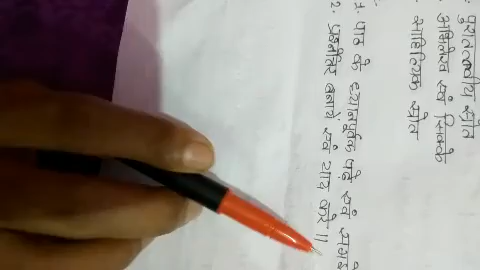 पुरातत्वीय स्रोत
अभिलेख एवं सिक्के
साहित्यिक स्रोत
1. पाठ के ध्यानपूर्वक पढ़े एवं समझे
2. प्रश्नोत्तर बनाये एवं याद करे॥